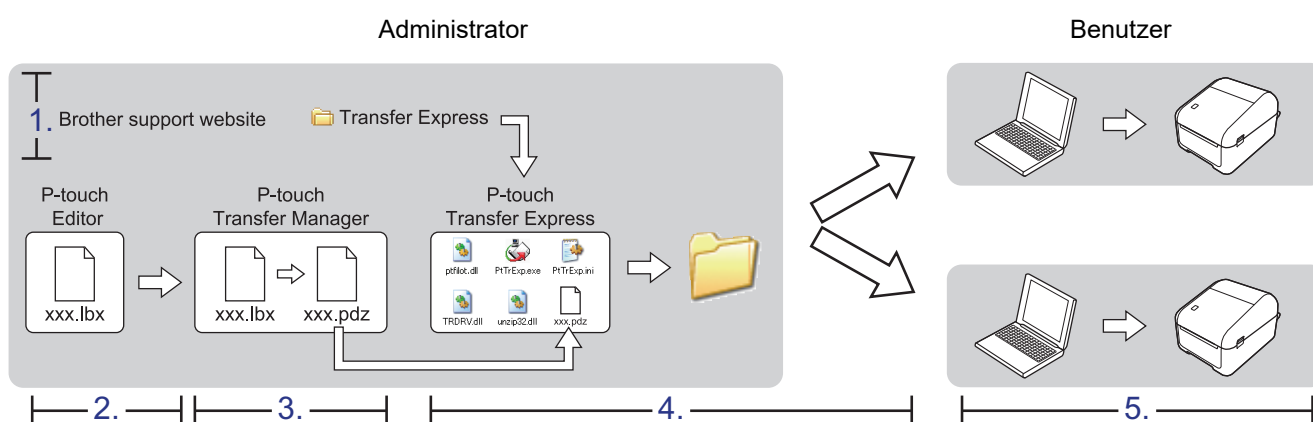 Administrator
Benutzer
1. Brother support website
Transfer Express
P-touch
Editor
xxx.lbx
P-touch
Transfer Manager
xxx.lbx
xxx.pdz
P-touch
Transfer Express
ptfilot.dll
PtTrExp.exe
PtTrExp.ini
TRDRV.dll
unzip32.dll
xxx.pdz
2.
3.
4.
5.